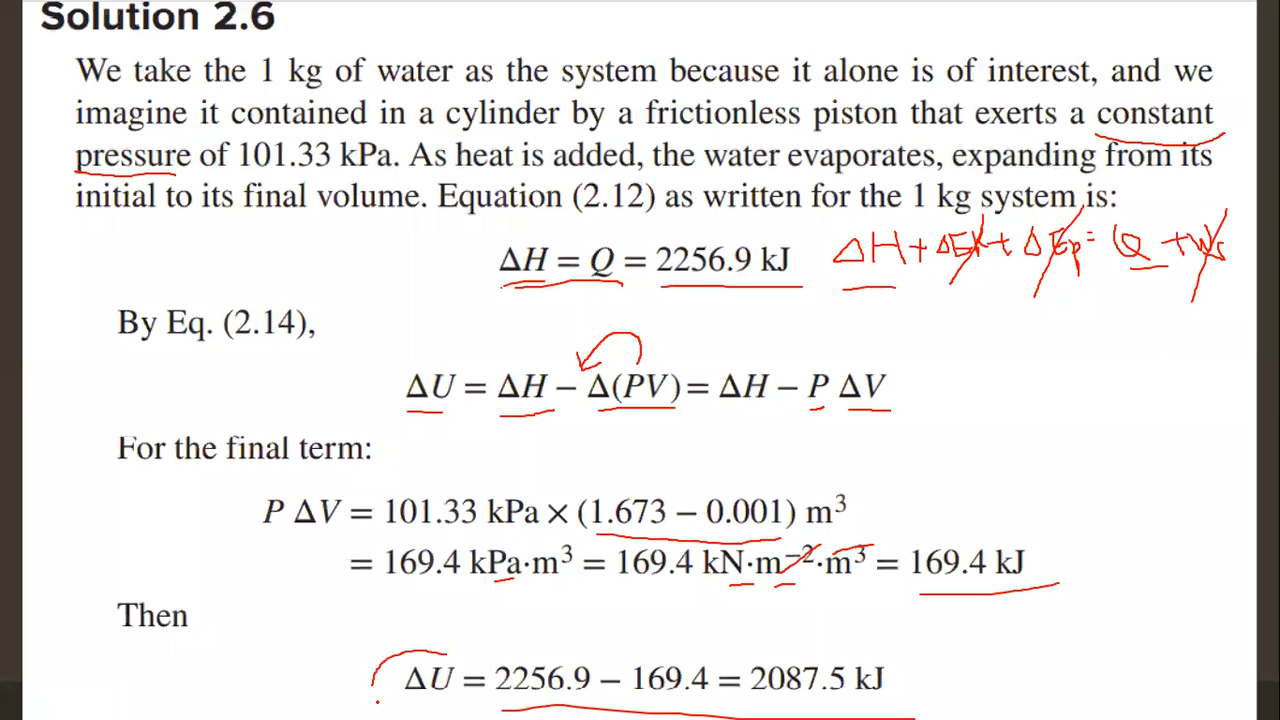 Solution 2.6
We take the 1 kg of water as the system because it alone is of interest, and we
imagine it contained in a cylinder by a frictionless piston that exerts a constant
pressure of 101.33 kPa. As heat is added, the water evaporates, expanding from its
initial to its final volume. Equation (2.12) as written for the 1 kg system is:
ΔH = Q = 2256.9 kJ ΔH + ΔEk + ΔEp = Q + Ws
By Eq. (2.14),
ΔU = ΔH − Δ(PV) = ΔH − P ΔV
For the final term:
P ΔV = 101.33 kPa × (1.673 − 0.001) m³
= 169.4 kPa·m³ = 169.4 kN·m⁻²·m³ = 169.4 kJ
Then
ΔU = 2256.9 − 169.4 = 2087.5 kJ